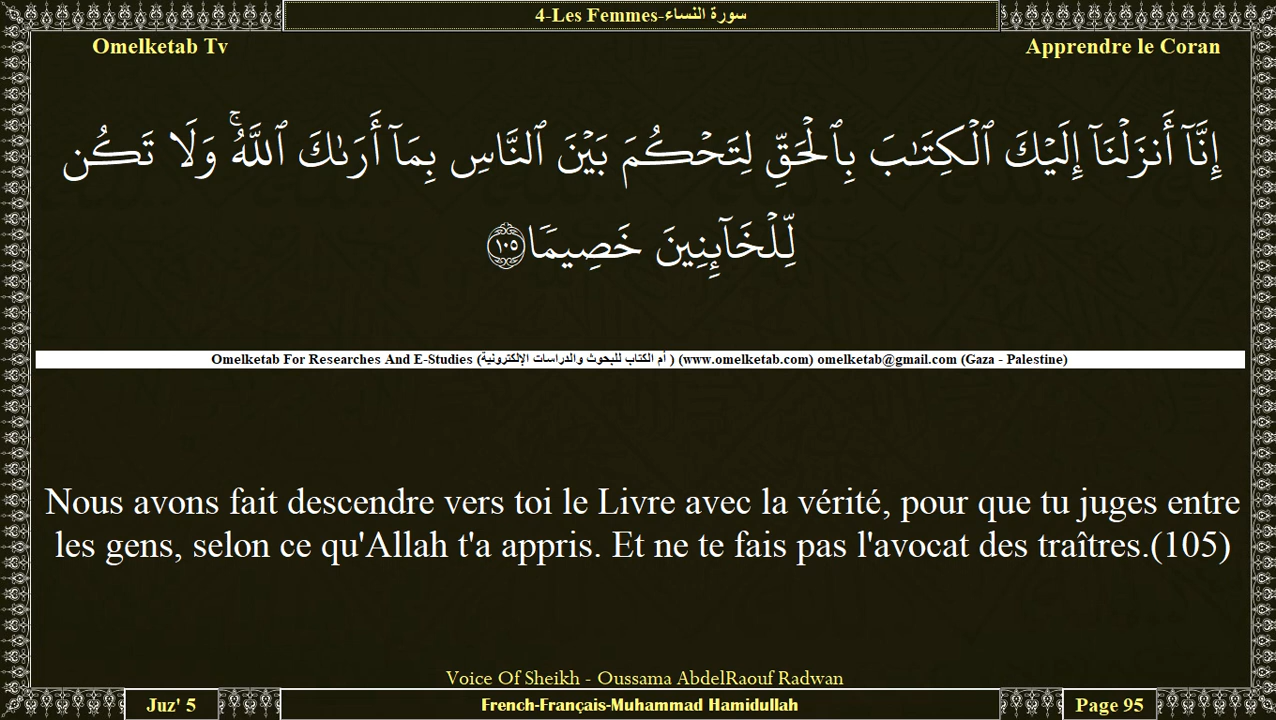 4-Les Femmes-سورة النساء
Omelketab Tv
Apprendre le Coran
إِنَّآ أَنزَلْنَآ إِلَيْكَ ٱلْكِتَـٰبَ بِٱلْحَقِّ لِتَحْكُمَ بَيْنَ ٱلنَّاسِ بِمَآ أَرَىٰكَ ٱللَّهُ ۚ وَلَا تَكُن
لِّلْخَآئِنِينَ خَصِيمًا ١٠٥
Omelketab For Researches And E-Studies (أم الكتاب للبحوث والدراسات الإلكترونية ) (www.omelketab.com) omelketab@gmail.com (Gaza - Palestine)
Nous avons fait descendre vers toi le Livre avec la vérité, pour que tu juges entre
les gens, selon ce qu'Allah t'a appris. Et ne te fais pas l'avocat des traîtres.(105)
Voice Of Sheikh - Oussama AbdelRaouf Radwan
Juz' 5
French-Français-Muhammad Hamidullah
Page 95